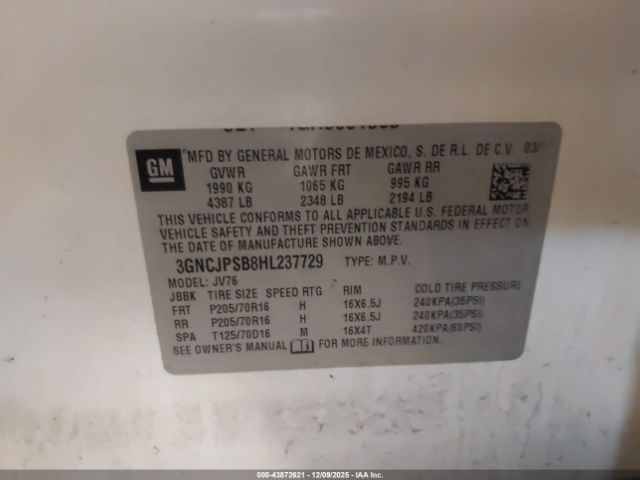 GM
MFD BY GENERAL MOTORS DE MEXICO, S. DE R.L. DE C.V. 03/
GVWR GAWR FRT GAWR RR
1990 KG 1065 KG 995 KG
4387 LB 2348 LB 2194 LB
THIS VEHICLE CONFORMS TO ALL APPLICABLE U.S. FEDERAL MOTOR
VEHICLE SAFETY AND THEFT PREVENTION STANDARDS IN EFFECT ON
DATE OF MANUFACTURE SHOWN ABOVE.
3GNCJPSB8HL237729 TYPE: M.P.V.
MODEL: JV76
JBBK TIRE SIZE SPEED RTG RIM COLD TIRE PRESSURE
FRT P205/70R16 H 16X6.5J 240KPA(35PSI)
RR P205/70R16 H 16X6.5J 240KPA(35PSI)
SPA T125/70D16 M 16X4T 420KPA(60PSI)
SEE OWNER'S MANUAL FOR MORE INFORMATION
000-43872621 - 12/09/2025 - IAA Inc.